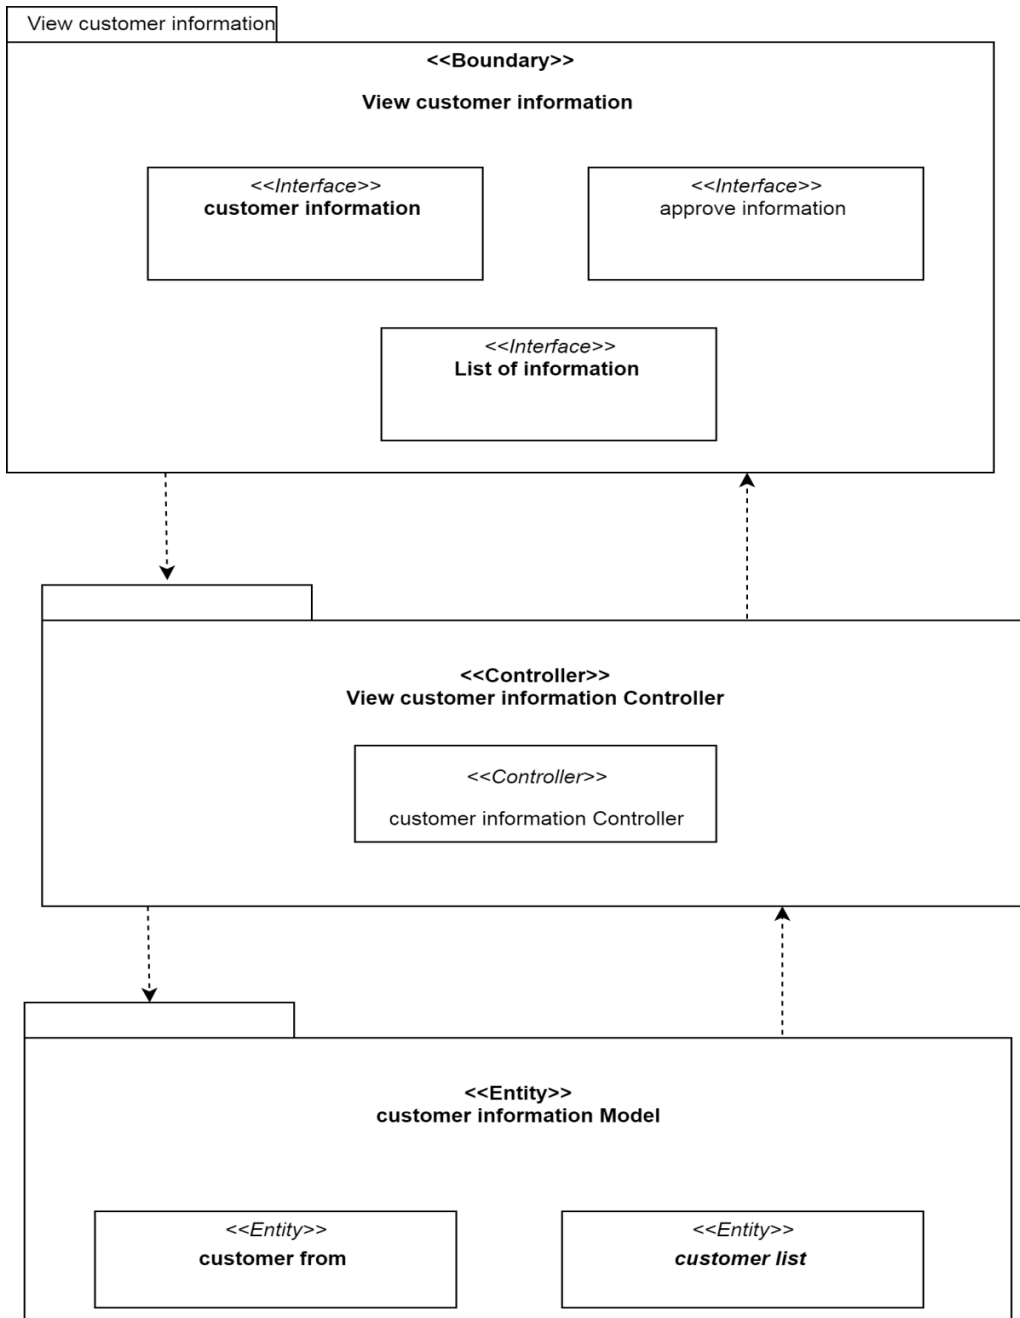 View customer information
<<Boundary>>
View customer information
<<Interface>>
customer information
<<Interface>>
approve information
<<Interface>>
List of information
<<Controller>>
View customer information Controller
<<Controller>>
customer information Controller
<<Entity>>
customer information Model
<<Entity>>
customer from
<<Entity>>
customer list